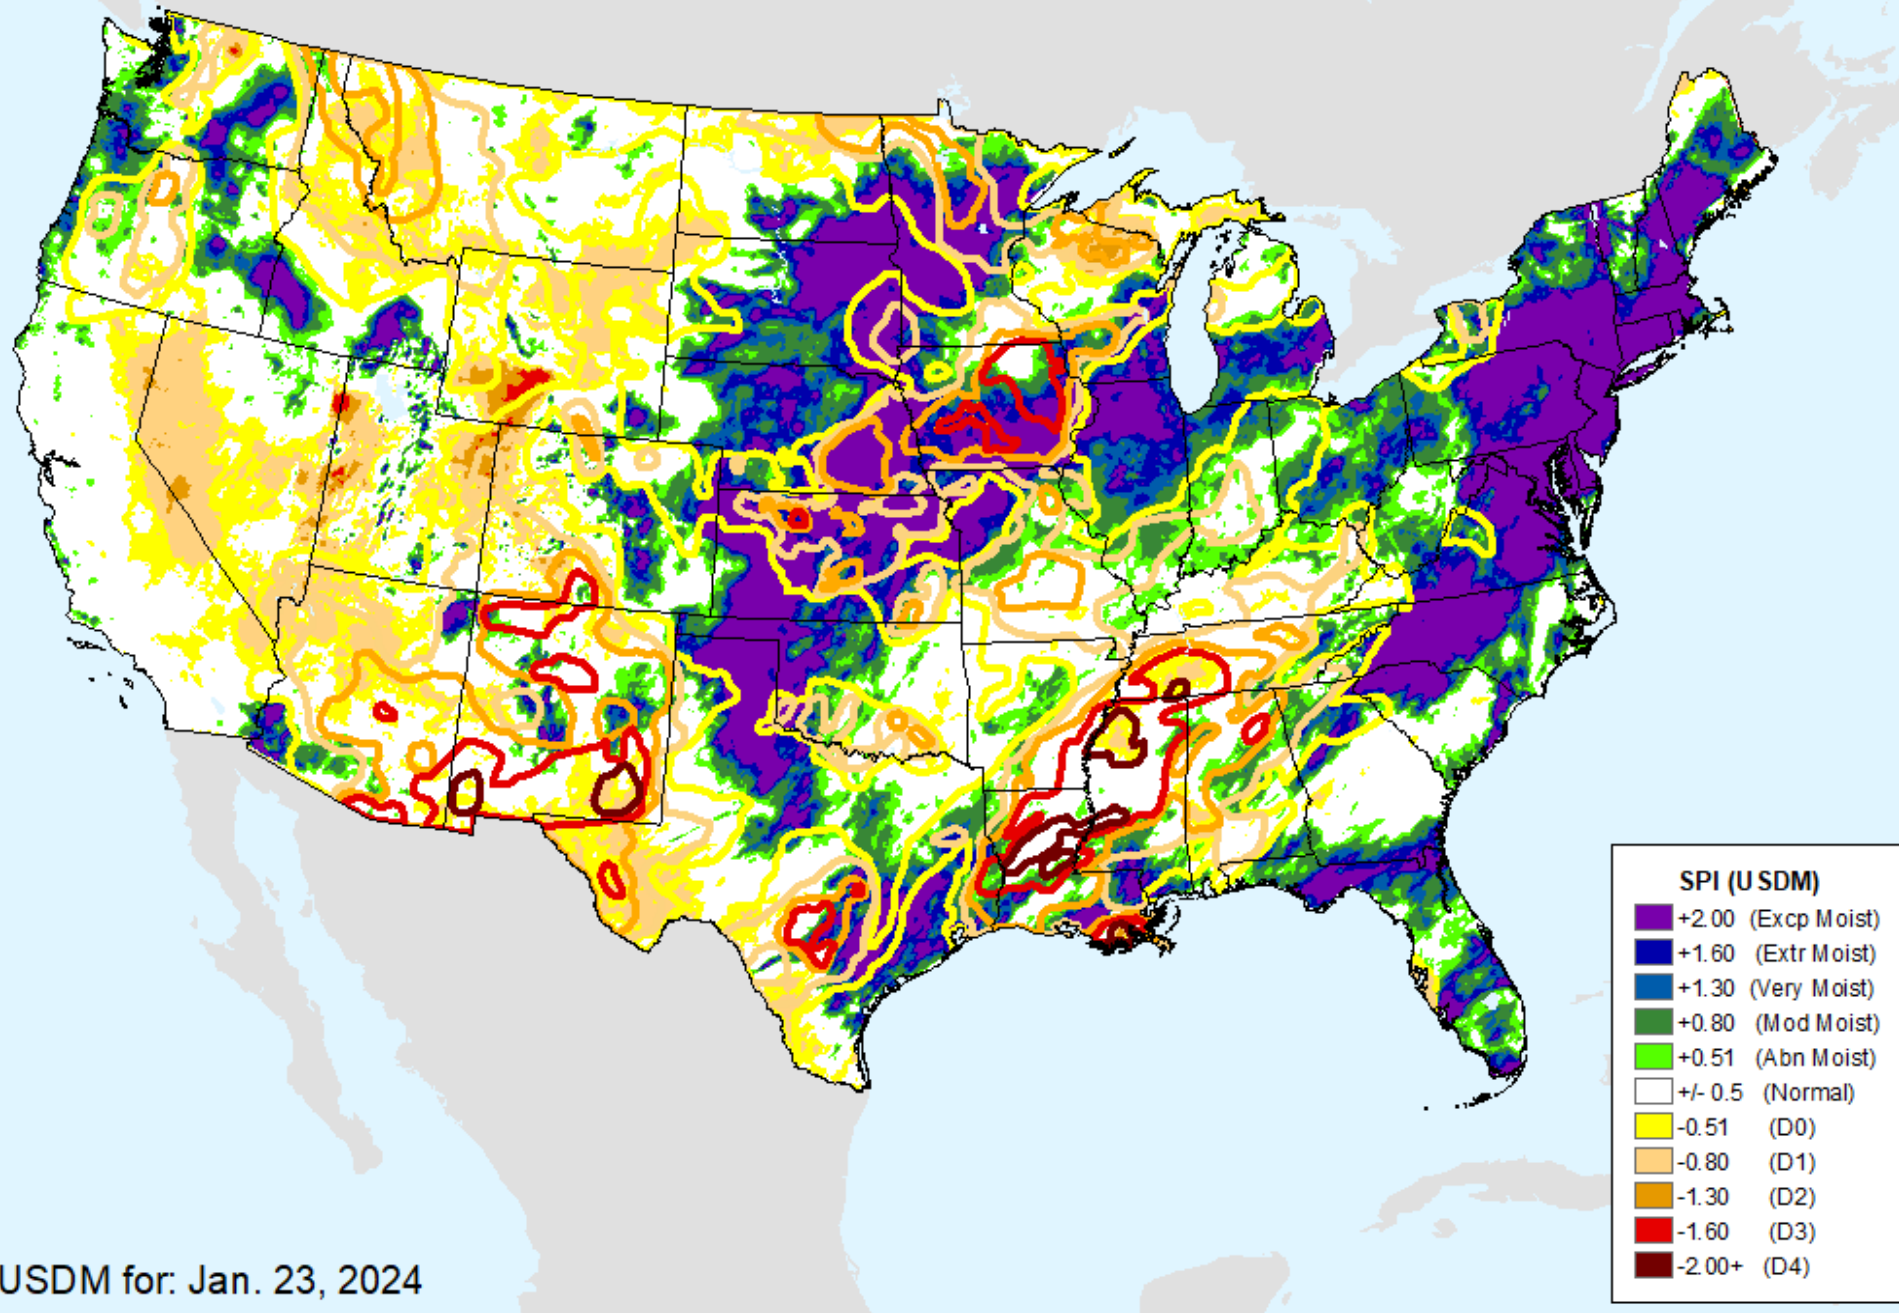 SPI (USDM)
+2.00 (Excp Moist)
+1.60 (Extr Moist)
+1.30 (Very Moist)
+0.80 (Mod Moist)
+0.51 (Abn Moist)
+/- 0.5 (Normal)
-0.51 (D0)
-0.80 (D1)
-1.30 (D2)
-1.60 (D3)
-2.00+ (D4)
USDM for: Jan. 23, 2024